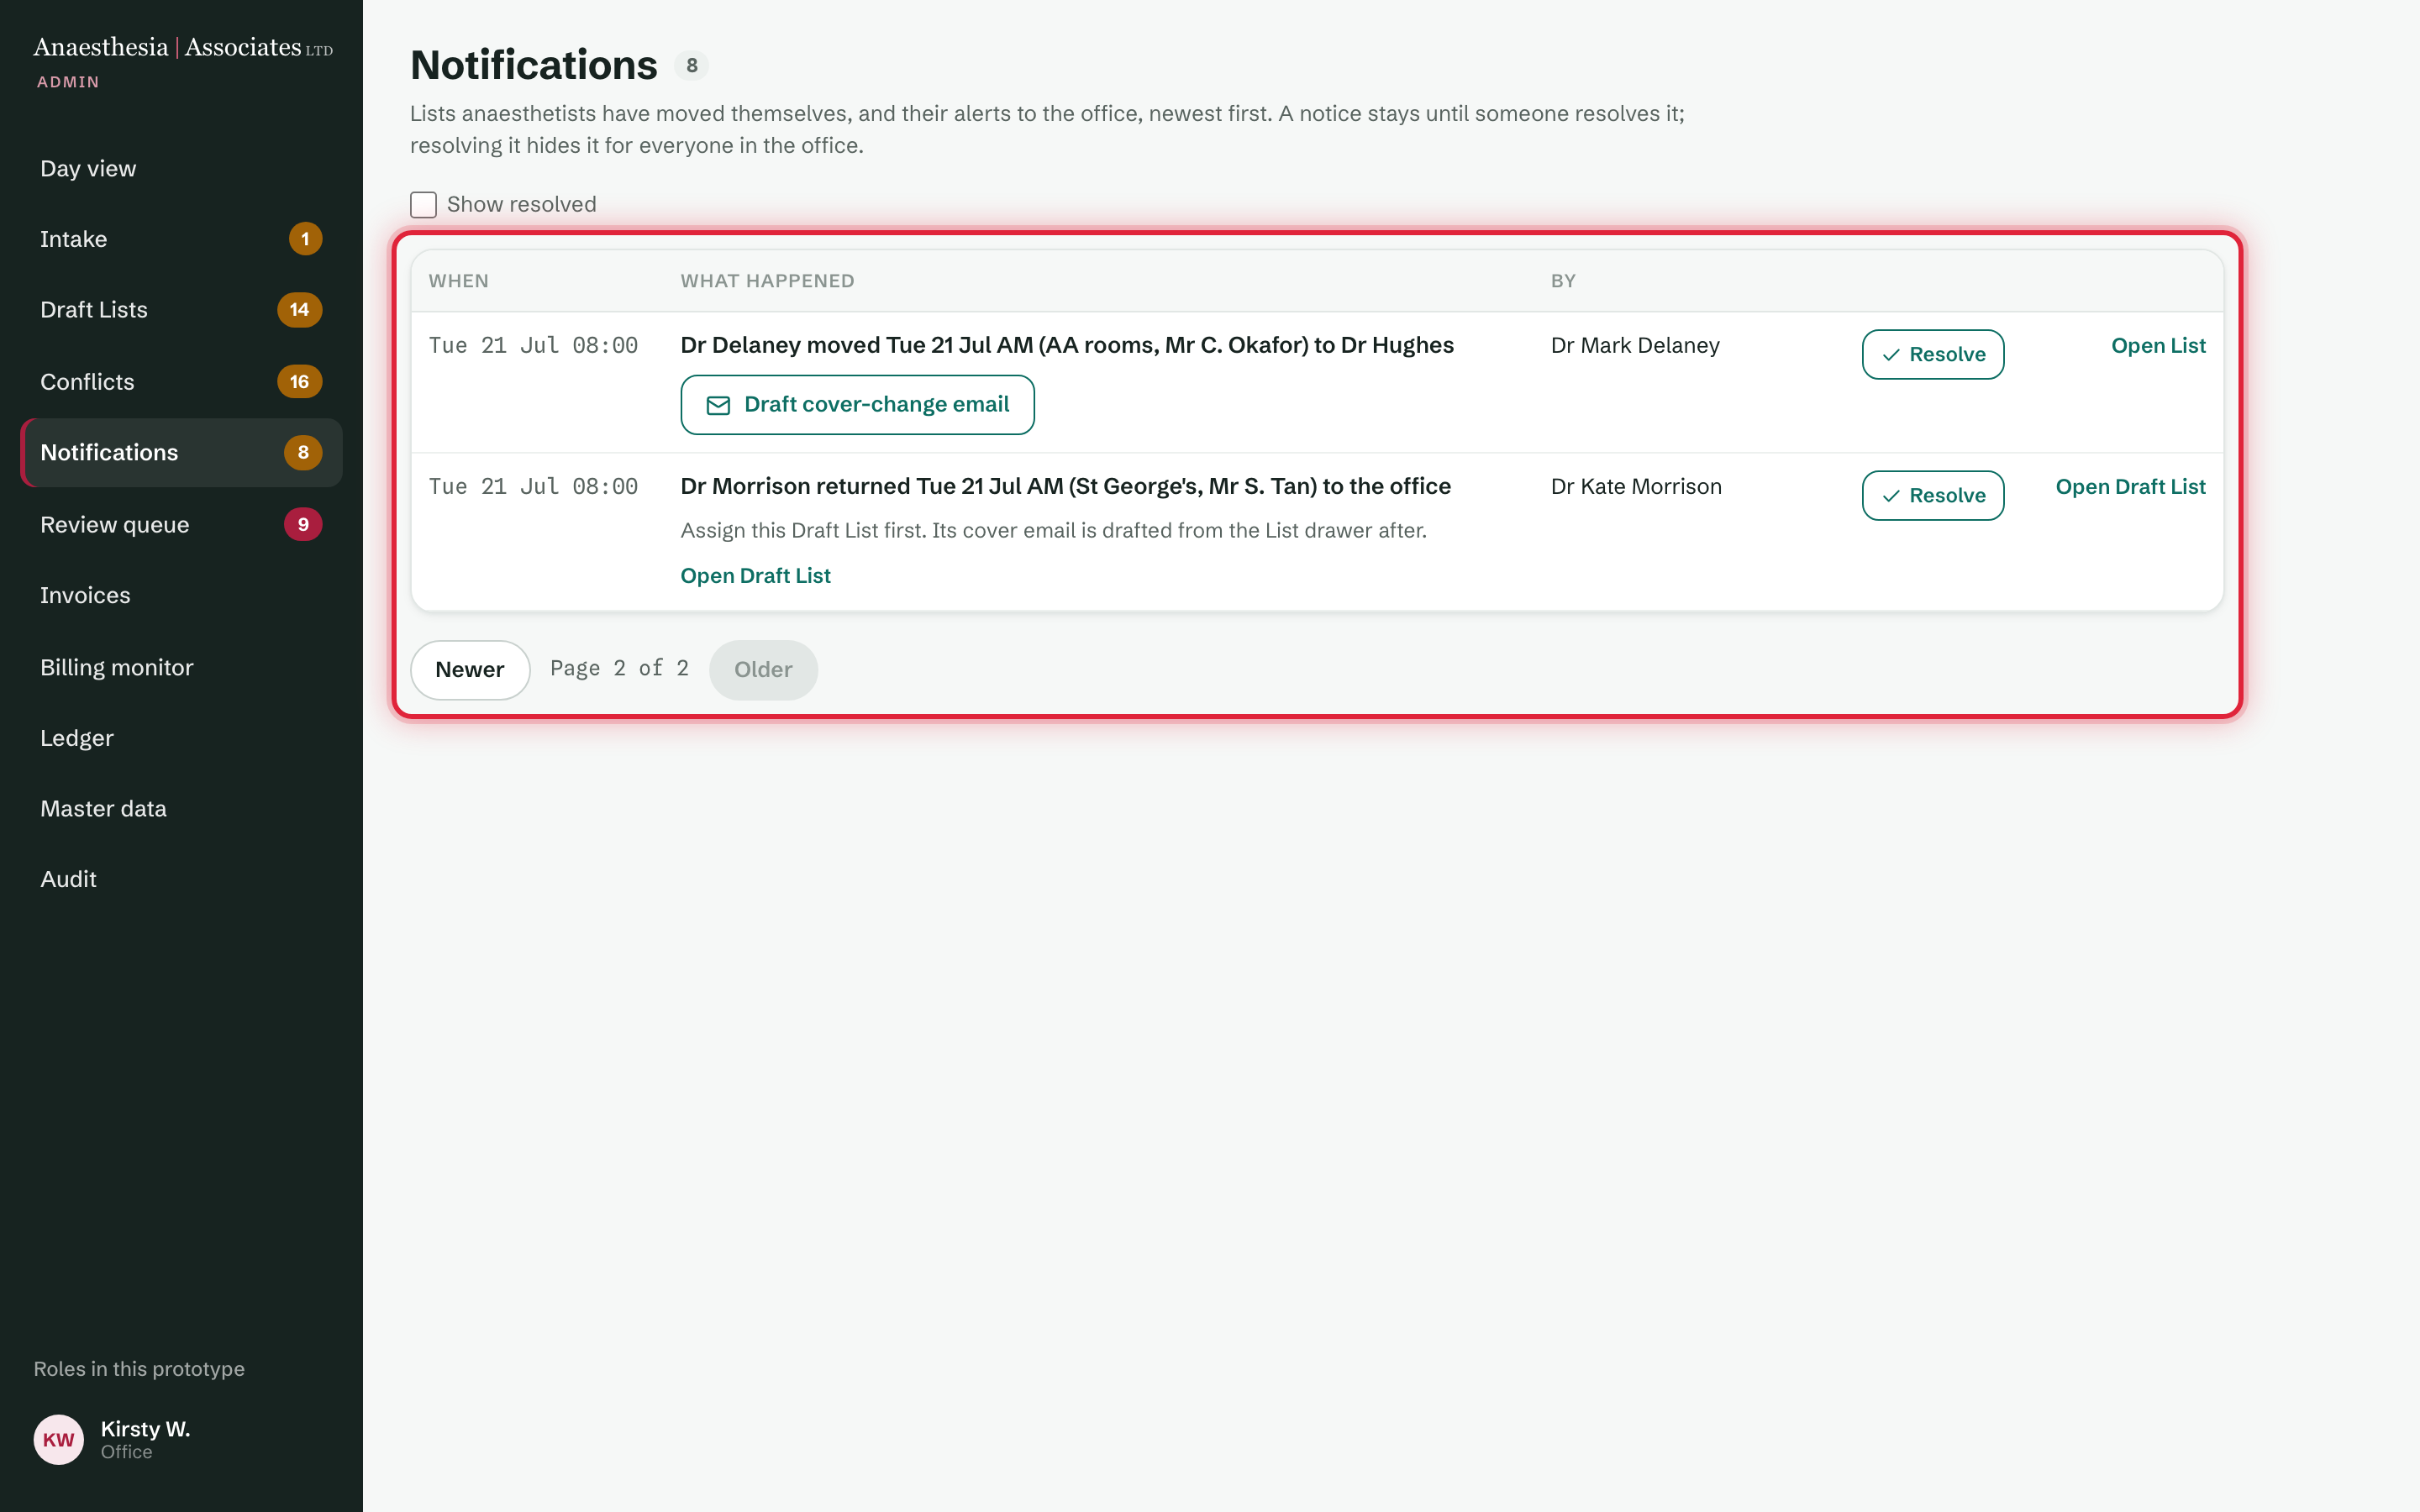 Anaesthesia | Associates LTD
ADMIN
Day view
Intake 1
Draft Lists 14
Conflicts 16
Notifications 8
Review queue 9
Invoices
Billing monitor
Ledger
Master data
Audit
Roles in this prototype
KW
Kirsty W.
Office
Notifications 8
Lists anaesthetists have moved themselves, and their alerts to the office, newest first. A notice stays until someone resolves it;
resolving it hides it for everyone in the office.
Show resolved
WHEN WHAT HAPPENED BY
Tue 21 Jul 08:00 Dr Delaney moved Tue 21 Jul AM (AA rooms, Mr C. Okafor) to Dr Hughes Dr Mark Delaney Resolve Open List
Draft cover-change email
Tue 21 Jul 08:00 Dr Morrison returned Tue 21 Jul AM (St George's, Mr S. Tan) to the office Dr Kate Morrison Resolve Open Draft List
Assign this Draft List first. Its cover email is drafted from the List drawer after.
Open Draft List
Newer Page 2 of 2 Older